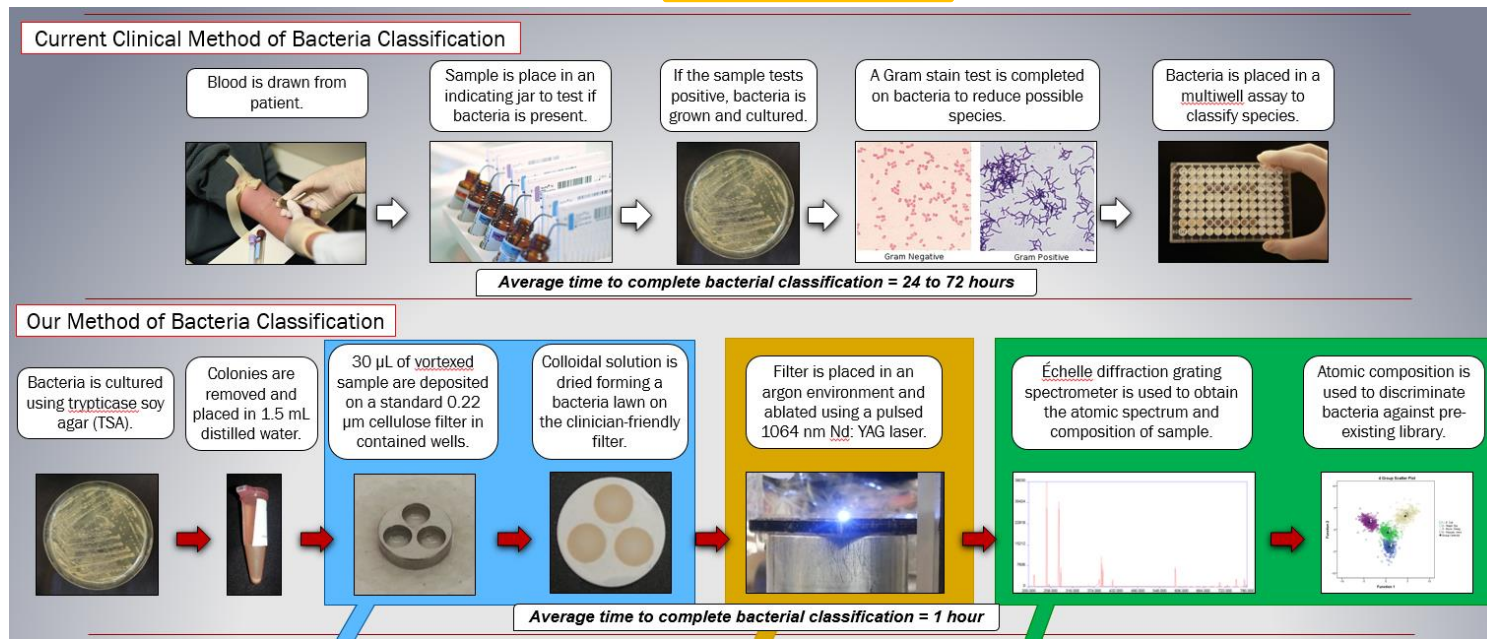 Current Clinical Method of Bacteria Classification
Blood is drawn from
patient.
Sample is place in an
indicating jar to test if
bacteria is present.
If the sample tests
positive, bacteria is
grown and cultured.
A Gram stain test is completed
on bacteria to reduce possible
species.
Bacteria is placed in a
multiwell assay to
classify species.
Gram Negative
Gram Positive
Average time to complete bacterial classification = 24 to 72 hours
Our Method of Bacteria Classification
Bacteria is cultured
using trypticase soy
agar (TSA).
Colonies are
removed and
placed in 1.5 mL
distilled water.
30 µL of vortexed
sample are deposited
on a standard 0.22
µm cellulose filter in
contained wells.
Colloidal solution is
dried forming a
bacteria lawn on
the clinician-friendly
filter.
Filter is placed in an
argon environment and
ablated using a pulsed
1064 nm Nd: YAG laser.
Échelle diffraction grating
spectrometer is used to obtain
the atomic spectrum and
composition of sample.
Atomic composition is
used to discriminate
bacteria against pre-
existing library.
Function 2
Function 1
Average time to complete bacterial classification = 1 hour